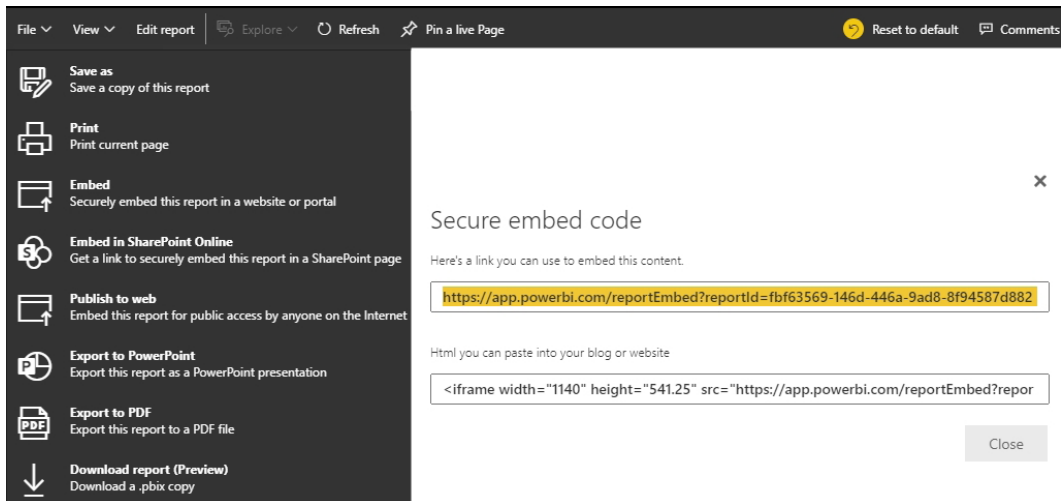 File View Edit report Explore Refresh Pin a live Page Reset to default Comments
Save as
Save a copy of this report
Print
Print current page
Embed
Securely embed this report in a website or portal
Embed in SharePoint Online
Get a link to securely embed this report in a SharePoint page
Publish to web
Embed this report for public access by anyone on the Internet
Export to PowerPoint
Export this report as a PowerPoint presentation
Export to PDF
Export this report to a PDF file
Download report (Preview)
Download a .pbix copy
Secure embed code
Here's a link you can use to embed this content.
https://app.powerbi.com/reportEmbed?reportId=fbf63569-146d-446a-9ad8-8f94587d882
Html you can paste into your blog or website
<iframe width="1140" height="541.25" src="https://app.powerbi.com/reportEmbed?repor
Close